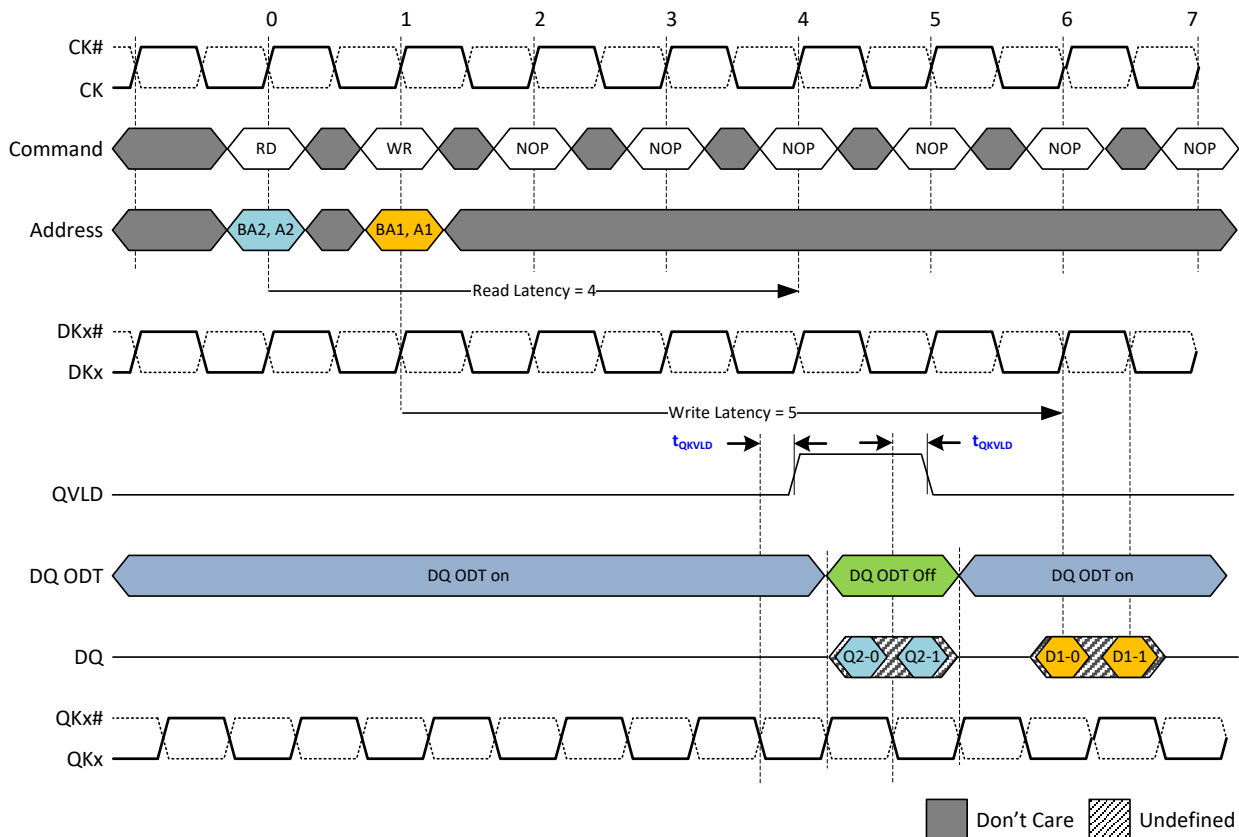 0 1 2 3 4 5 6 7
CK#
CK
Command RD WR NOP NOP NOP NOP NOP NOP
Address BA2, A2 BA1, A1
Read Latency = 4
DKx#
DKx
Write Latency = 5
tQKVLD tQKVLD
QVLD
DQ ODT DQ ODT on DQ ODT Off DQ ODT on
DQ Q2-0 Q2-1 D1-0 D1-1
QKx#
QKx
Don't Care Undefined